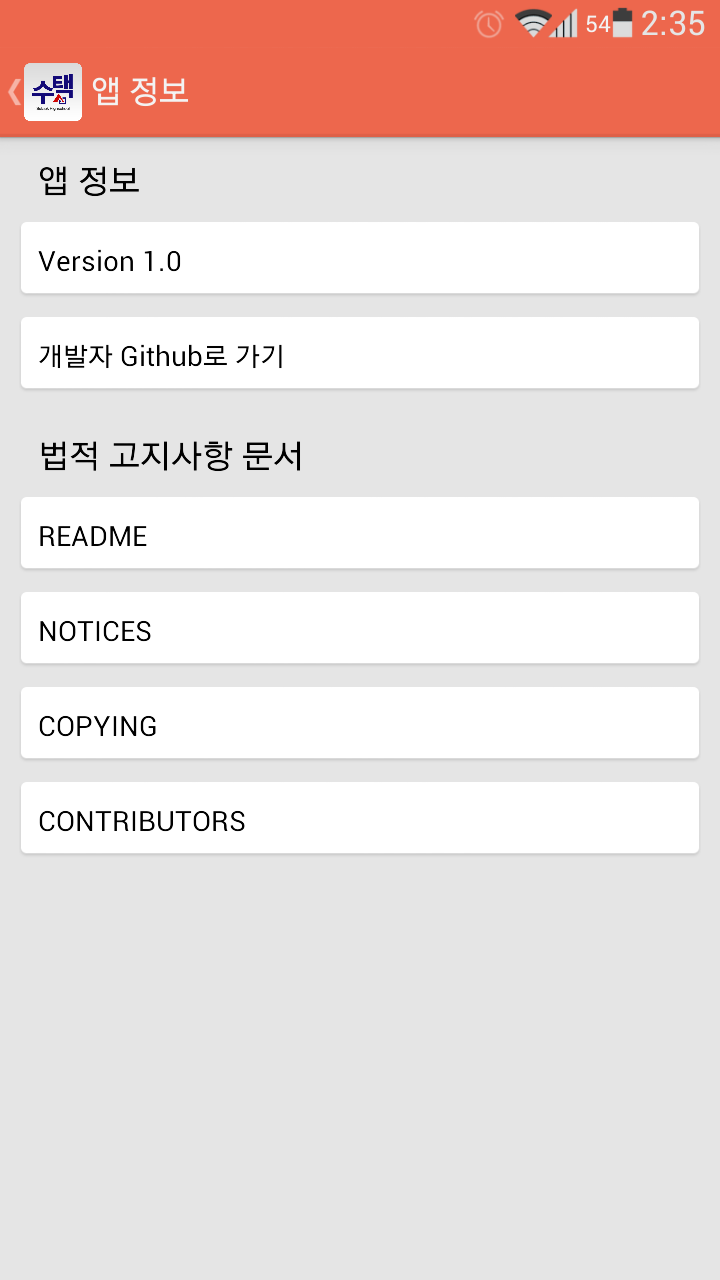 54 2:35
수택 앱 정보
앱 정보
Version 1.0
개발자 Github로 가기
법적 고지사항 문서
README
NOTICES
COPYING
CONTRIBUTORS